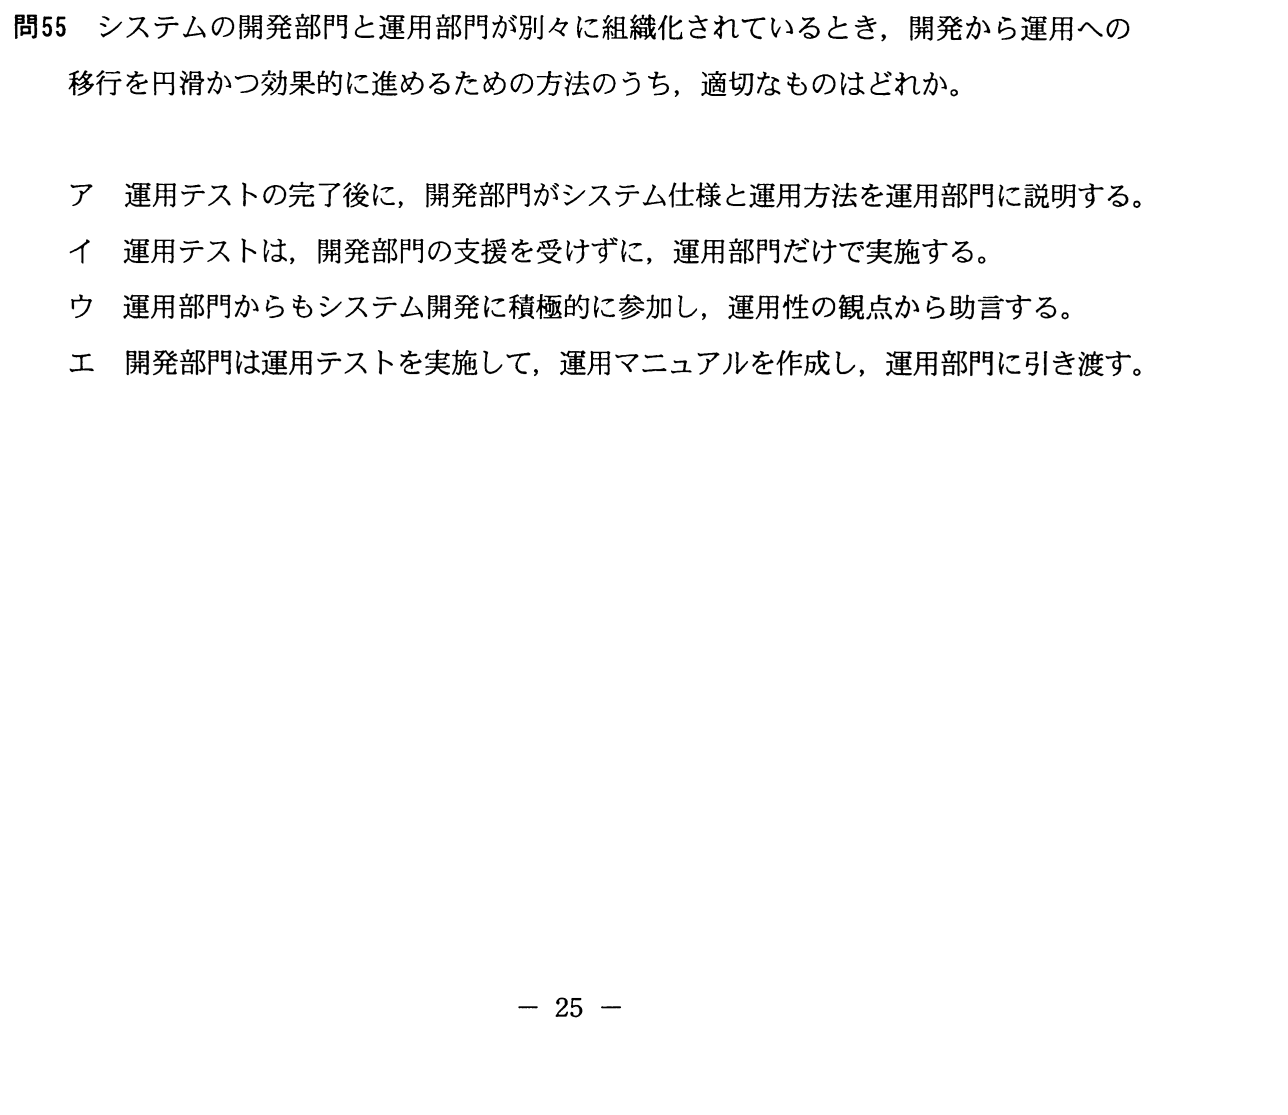 問55　システムの開発部門と運用部門が別々に組織化されているとき，開発から運用への
移行を円滑かつ効果的に進めるための方法のうち，適切なものはどれか。
ア　運用テストの完了後に，開発部門がシステム仕様と運用方法を運用部門に説明する。
イ　運用テストは，開発部門の支援を受けずに，運用部門だけで実施する。
ウ　運用部門からもシステム開発に積極的に参加し，運用性の観点から助言する。
エ　開発部門は運用テストを実施して，運用マニュアルを作成し，運用部門に引き渡す。
－ 25 －